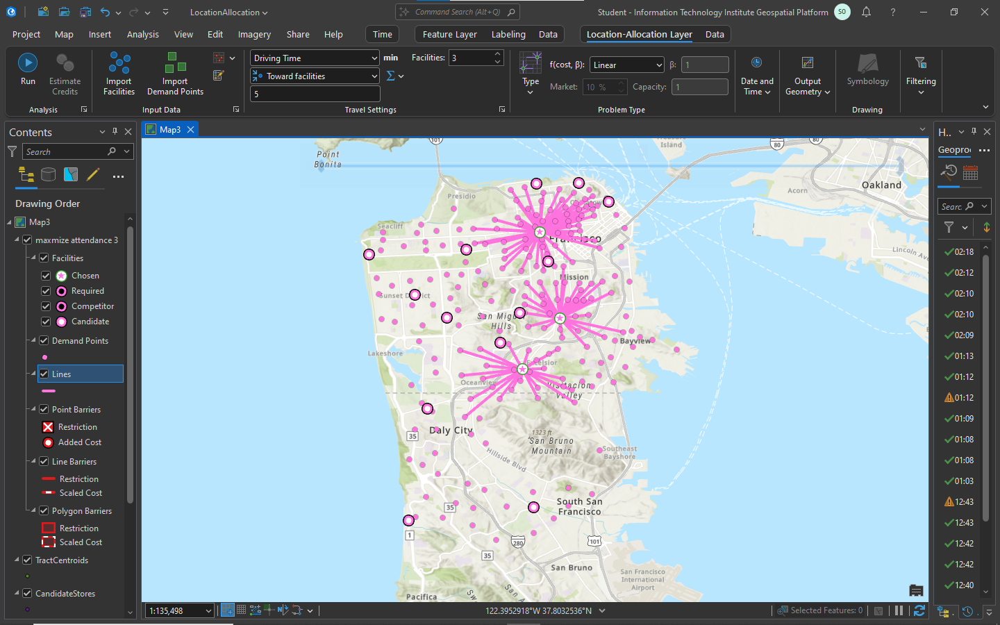 LocationAllocation
Command Search (Alt+Q)
Student - Information Technology Institute Geospatial Platform
SO
?
Project
Map
Insert
Analysis
View
Edit
Imagery
Share
Help
Time
Feature Layer
Labeling
Data
Location-Allocation Layer
Data
Run
Estimate
Credits
Analysis
Import
Facilities
Import
Demand Points
Input Data
Driving Time
min
Facilities:
3
Toward facilities
5
Travel Settings
Type
f(cost, β):
Linear
β:
1
Market:
10 %
Capacity:
1
Problem Type
Date and
Time
Output
Geometry
Symbology
Drawing
Filtering
Contents
Search
Drawing Order
Map3
maxmize attendance 3
Facilities
Chosen
Required
Competitor
Candidate
Demand Points
Lines
Point Barriers
Restriction
Added Cost
Line Barriers
Restriction
Scaled Cost
Polygon Barriers
Restriction
Scaled Cost
TractCentroids
CandidateStores
Map3
Point
Bonita
101
Island
80
80
Acorn
Oakland
Lincoln Av
Presidio
Seacliff
Francisco
Mission
Sunset District
San Migu
Hills
Bayview
Lakeshore
Excelsior
Oceanview
Visitacion
Valley
Daly City
35
1323 ft
San Bruno
Mountain
Southeast
Bayshore
Hillside Blvd
South San
Francisco
35
1
280
101
35
San Bruno
San Francisco
International
Airport
Pacifica
1:135,498
122.3952918°W 37.8032536°N
Selected Features: 0
H..
Geoproc
Searc
02:18
02:12
02:10
02:10
02:09
01:13
01:12
01:12
01:09
01:08
01:08
01:03
12:43
12:43
12:42
12:42
12:40